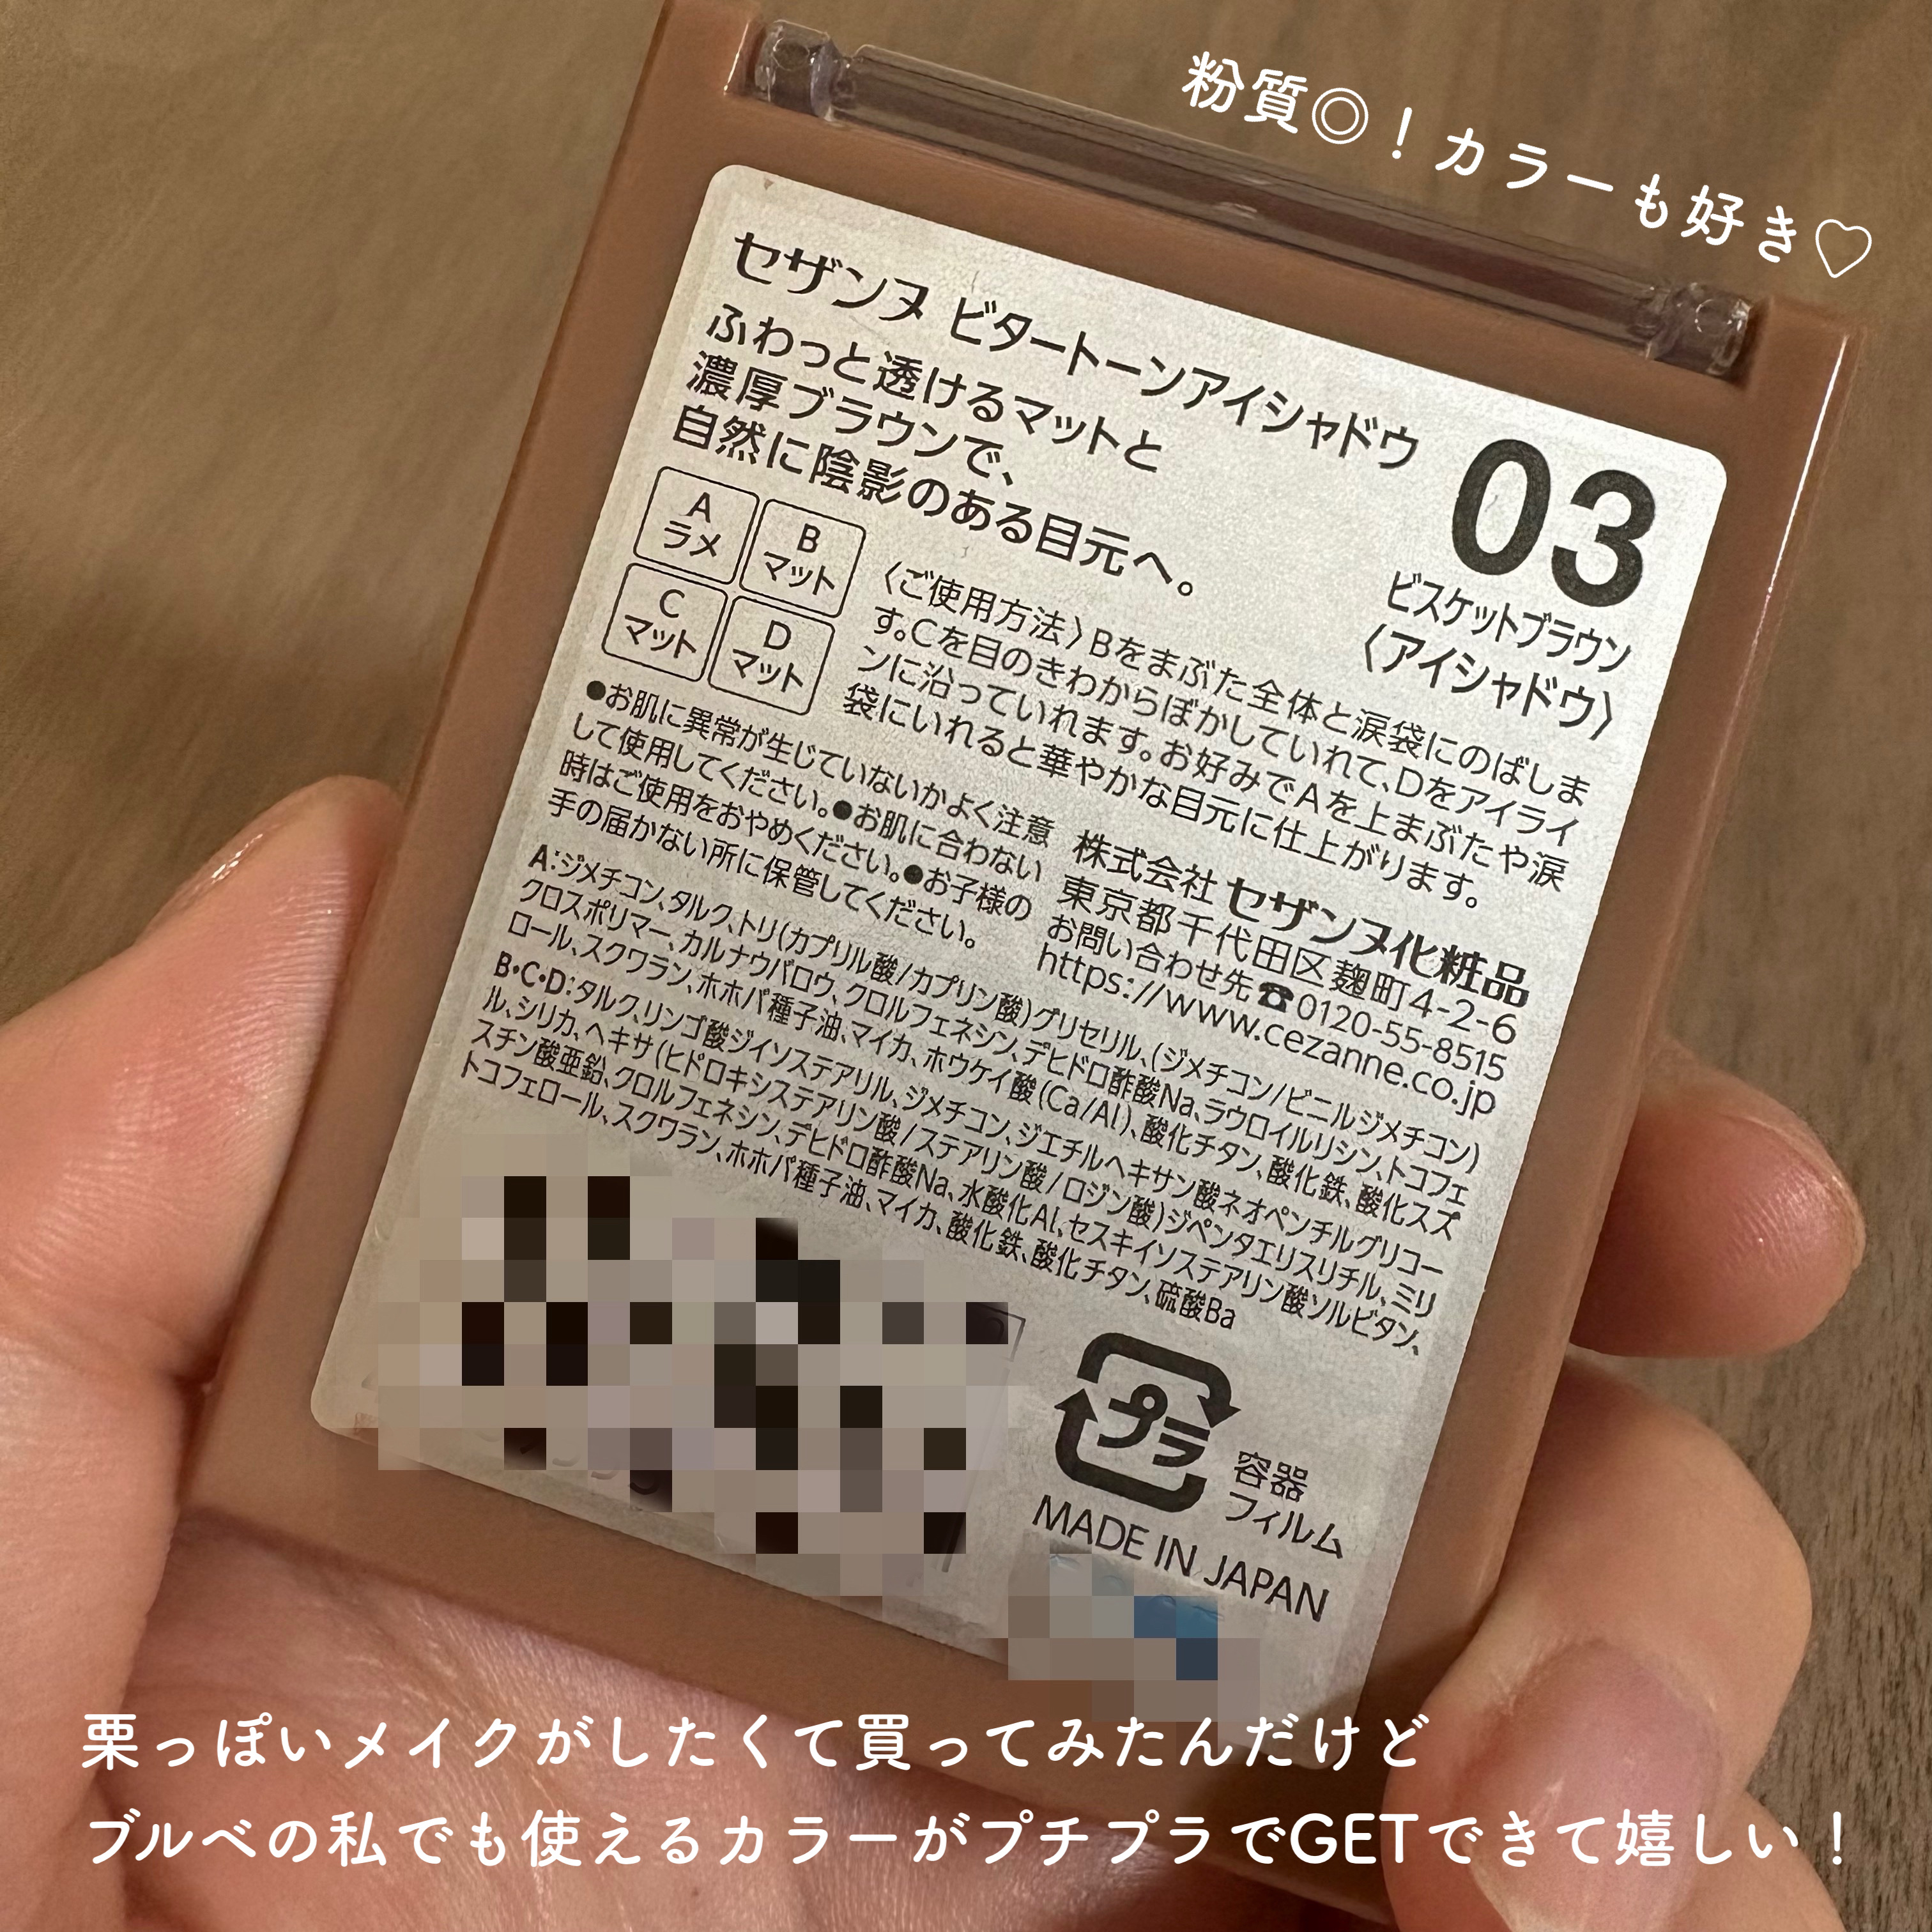 粉質◎！カラーも好き♡
セザンヌ ビタートーンアイシャドウ
ふわっと透けるマットと
濃厚ブラウンで、
自然に陰影のある目元へ。
03
ビスケットブラウン
〈アイシャドウ〉
A
ラメ
B
マット
C
マット
D
マット
〈ご使用方法〉Bをまぶた全体と涙袋にのばしま
す。Cを目のきわからぼかしていれて、Dをアイライ
ンに沿っていれます。お好みでAを上まぶたや涙
袋にいれると華やかな目元に仕上がります。
●お肌に異常が生じていないかよく注意
して使用してください。●お肌に合わない
時はご使用をおやめください。●お子様の
手の届かない所に保管してください。
株式会社 セザンヌ化粧品
東京都千代田区麹町4-2-6
お問い合わせ先☎0120-55-8515
https://www.cezanne.co.jp
A:ジメチコン、タルク、トリ(カプリル酸/カプリン酸)グリセリル、(ジメチコン/ビニルジメチコン)
クロスポリマー、カルナウバロウ、クロルフェネシン、デヒドロ酢酸Na、ラウロイルリシン、トコフェ
ロール、スクワラン、ホホバ種子油、マイカ、ホウケイ酸(Ca/Al)、酸化チタン、酸化鉄、酸化スズ
B・C・D:タルク、リンゴ酸ジイソステアリル、ジメチコン、ジエチルヘキサン酸ネオペンチルグリコー
ル、シリカ、ヘキサ(ヒドロキシステアリン酸/ステアリン酸/ロジン酸)ジペンタエリスリチル、ミリ
スチン酸亜鉛、クロルフェネシン、デヒドロ酢酸Na、水酸化Al、セスキイソステアリン酸ソルビタン、
トコフェロール、スクワラン、ホホバ種子油、マイカ、酸化鉄、酸化チタン、硫酸Ba
プラ
容器
フィルム
MADE IN JAPAN
栗っぽいメイクがしたくて買ってみたんだけど
ブルベの私でも使えるカラーがプチプラでGETできて嬉しい！